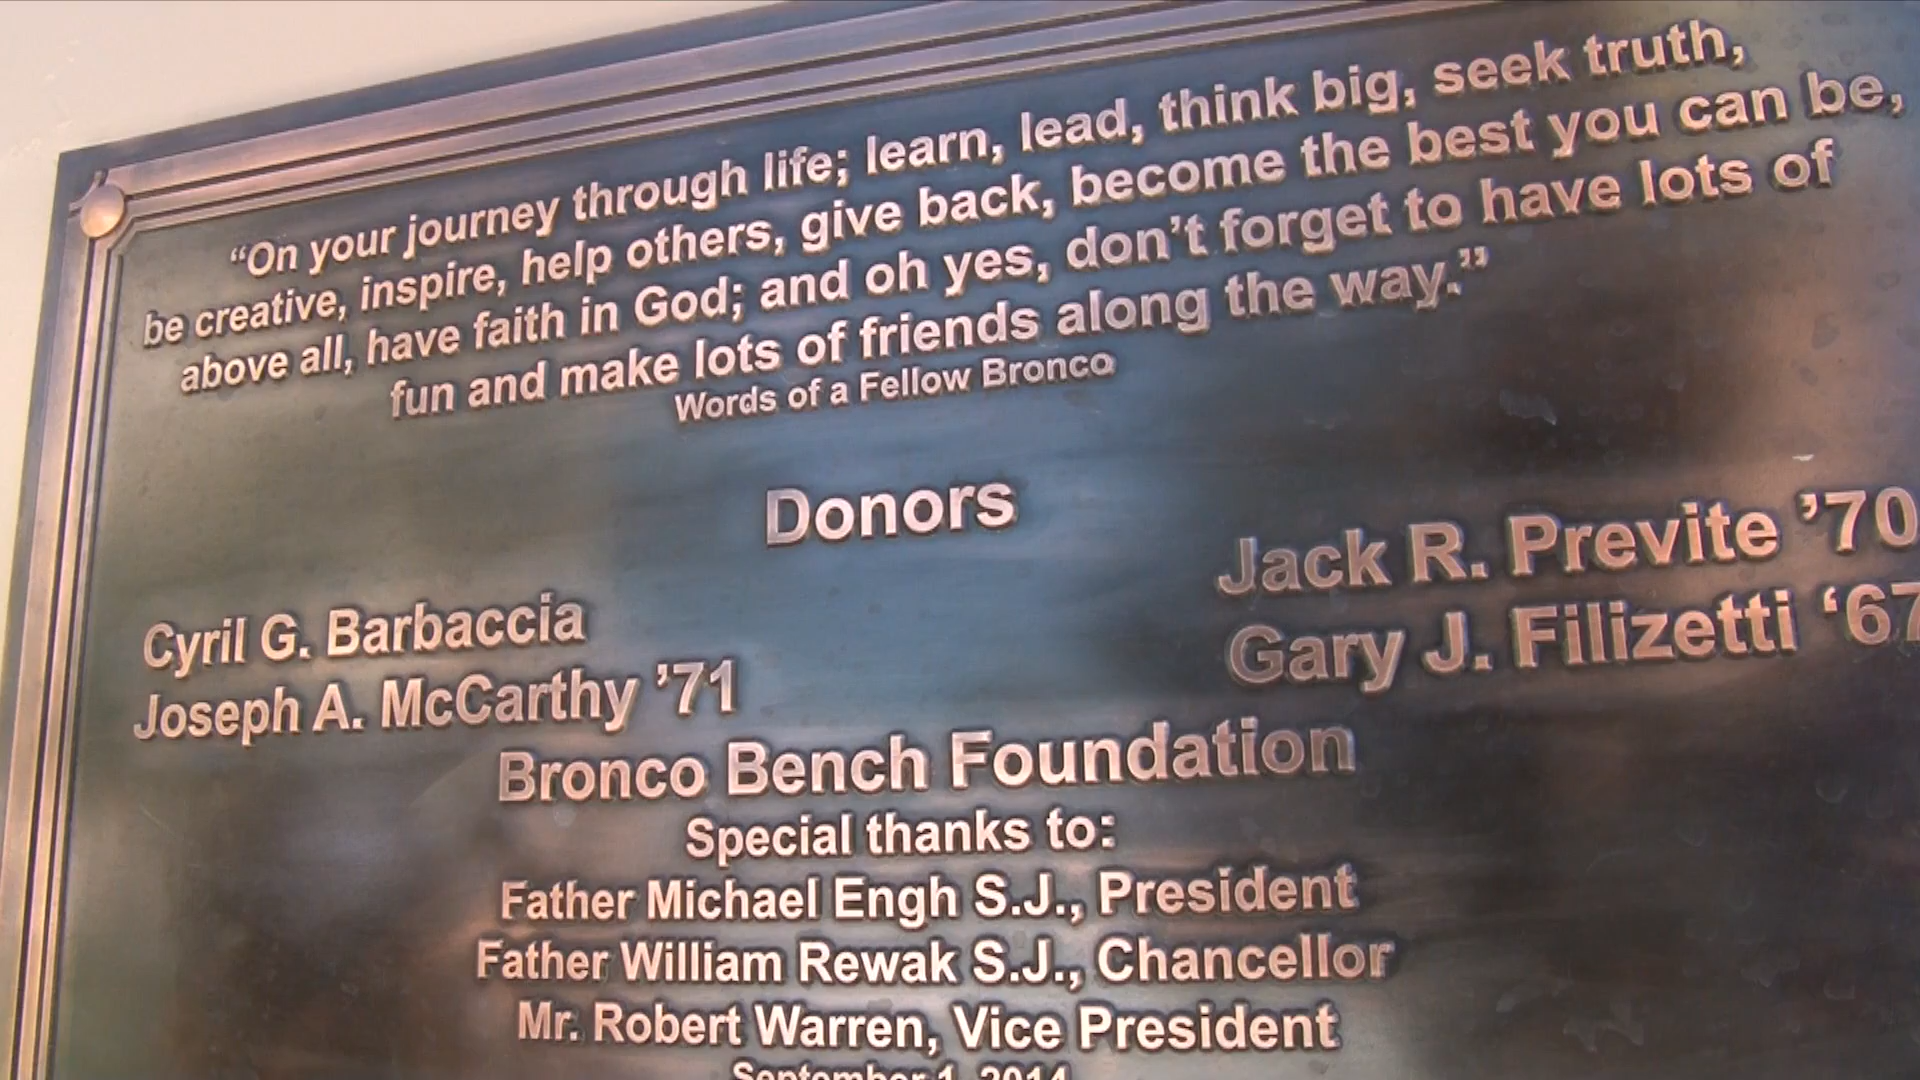 “On your journey through life; learn, lead, think big, seek truth,
be creative, inspire, help others, give back, become the best you can be,
above all, have faith in God; and oh yes, don’t forget to have lots of
fun and make lots of friends along the way.”
Words of a Fellow Bronco
Donors
Cyril G. Barbaccia
Jack R. Previte ’70
Joseph A. McCarthy ’71
Gary J. Filizetti ‘67
Bronco Bench Foundation
Special thanks to:
Father Michael Engh S.J., President
Father William Rewak S.J., Chancellor
Mr. Robert Warren, Vice President
September 1, 2014